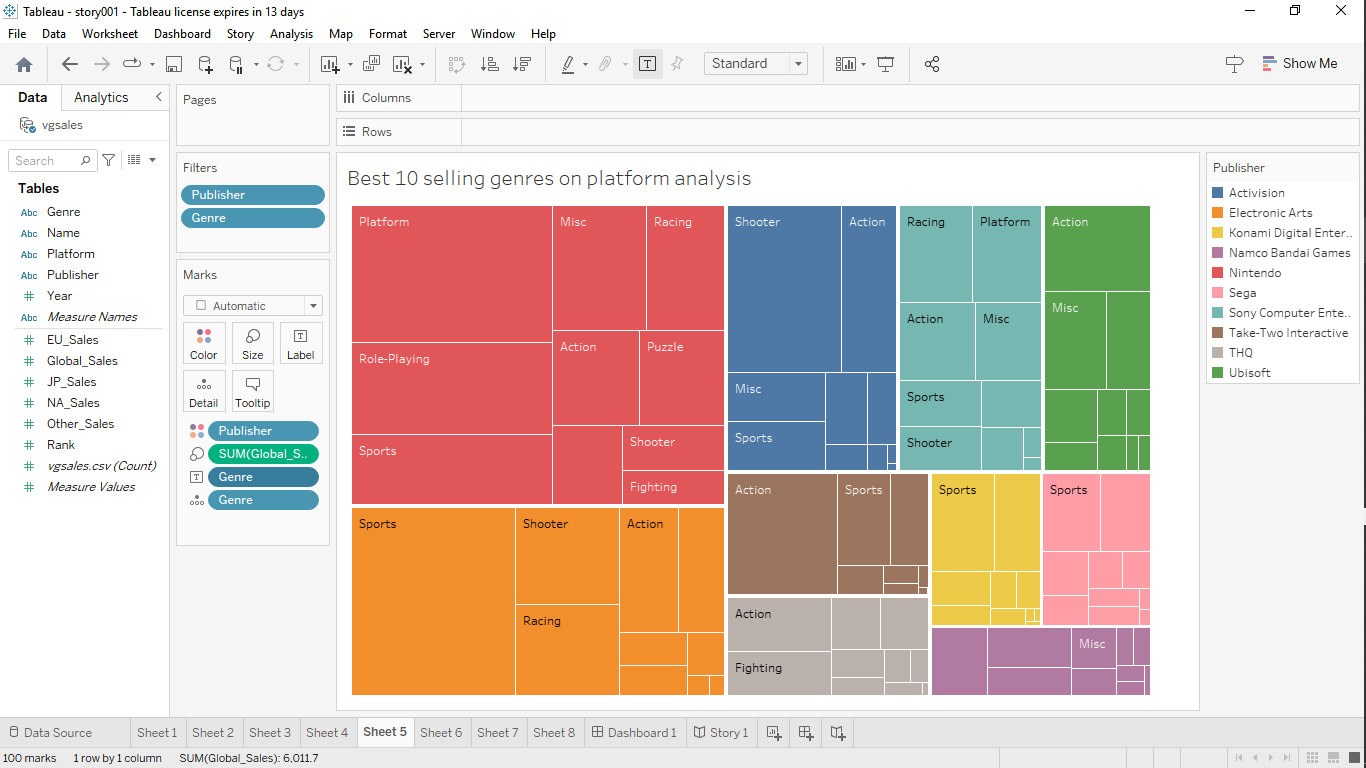 Tableau - story001 - Tableau license expires in 13 days
File Data Worksheet Dashboard Story Analysis Map Format Server Window Help
Standard
Show Me
Data Analytics
vgsales
Search
Tables
Abc Genre
Abc Name
Abc Platform
Abc Publisher
# Year
Abc Measure Names
# EU_Sales
# Global_Sales
# JP_Sales
# NA_Sales
# Other_Sales
# Rank
# vgsales.csv (Count)
# Measure Values
Pages
Filters
Publisher
Genre
Marks
Automatic
Color Size Label
Detail Tooltip
Publisher
SUM(Global_S..
Genre
Genre
Columns
Rows
Best 10 selling genres on platform analysis
Platform
Misc
Racing
Role-Playing
Action
Puzzle
Sports
Shooter
Fighting
Shooter
Action
Misc
Sports
Racing
Platform
Action
Misc
Sports
Shooter
Action
Misc
Sports
Shooter
Action
Racing
Action
Sports
Action
Fighting
Sports
Sports
Misc
Publisher
Activision
Electronic Arts
Konami Digital Enter..
Namco Bandai Games
Nintendo
Sega
Sony Computer Ente..
Take-Two Interactive
THQ
Ubisoft
Data Source Sheet 1 Sheet 2 Sheet 3 Sheet 4 Sheet 5 Sheet 6 Sheet 7 Sheet 8 Dashboard 1 Story 1
100 marks 1 row by 1 column SUM(Global_Sales): 6,011.7